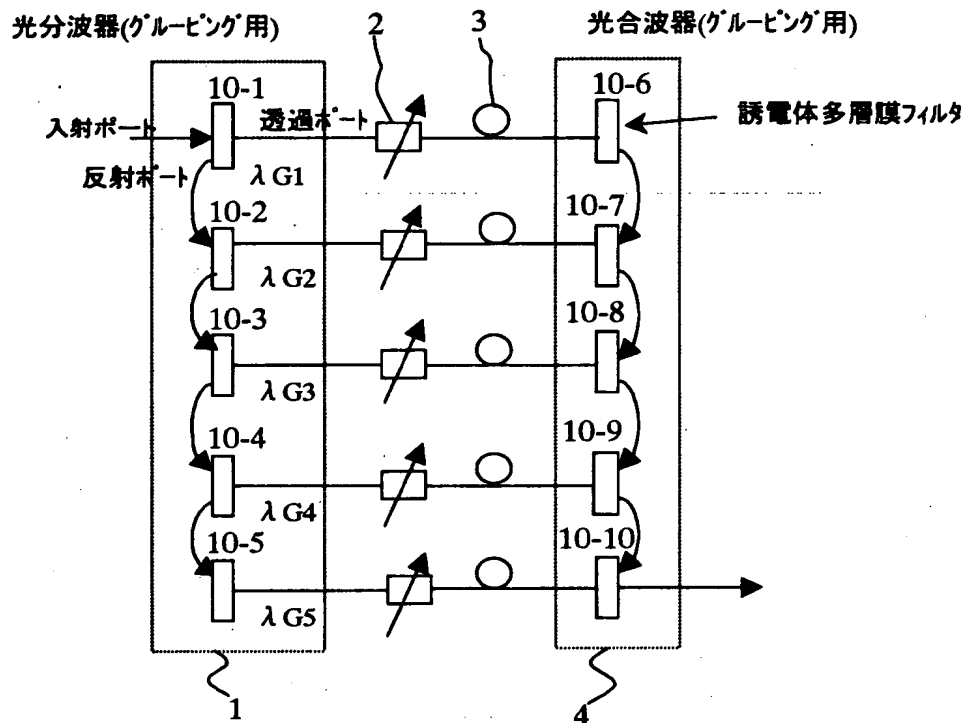 光分波器(グルーピング用)
2
3
光合波器(グルーピング用)
10-1
10-6
入射ポート
透過ポート
誘電体多層膜フィルタ
反射ポート
λG1
10-2
10-7
λG2
10-3
10-8
λG3
10-4
10-9
λG4
10-5
10-10
λG5
1
4